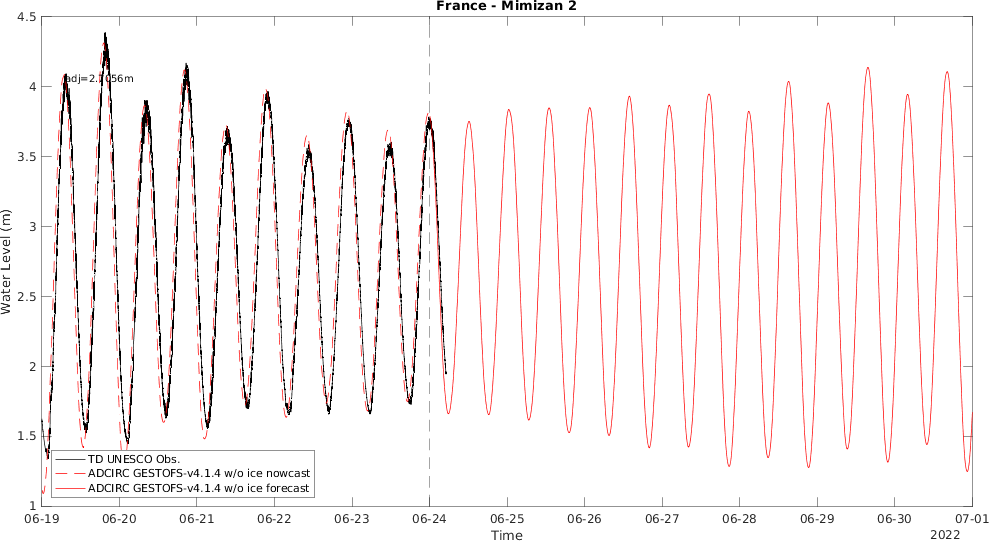 France - Mimizan 2
4.5
4
3.5
3
2.5
2
1.5
1
Water Level (m)
TD UNESCO Obs.
ADCIRC GESTOFS-v4.1.4 w/o ice nowcast
ADCIRC GESTOFS-v4.1.4 w/o ice forecast
06-19 06-20 06-21 06-22 06-23 06-24 06-25 06-26 06-27 06-28 06-29 06-30 07-01
Time
2022